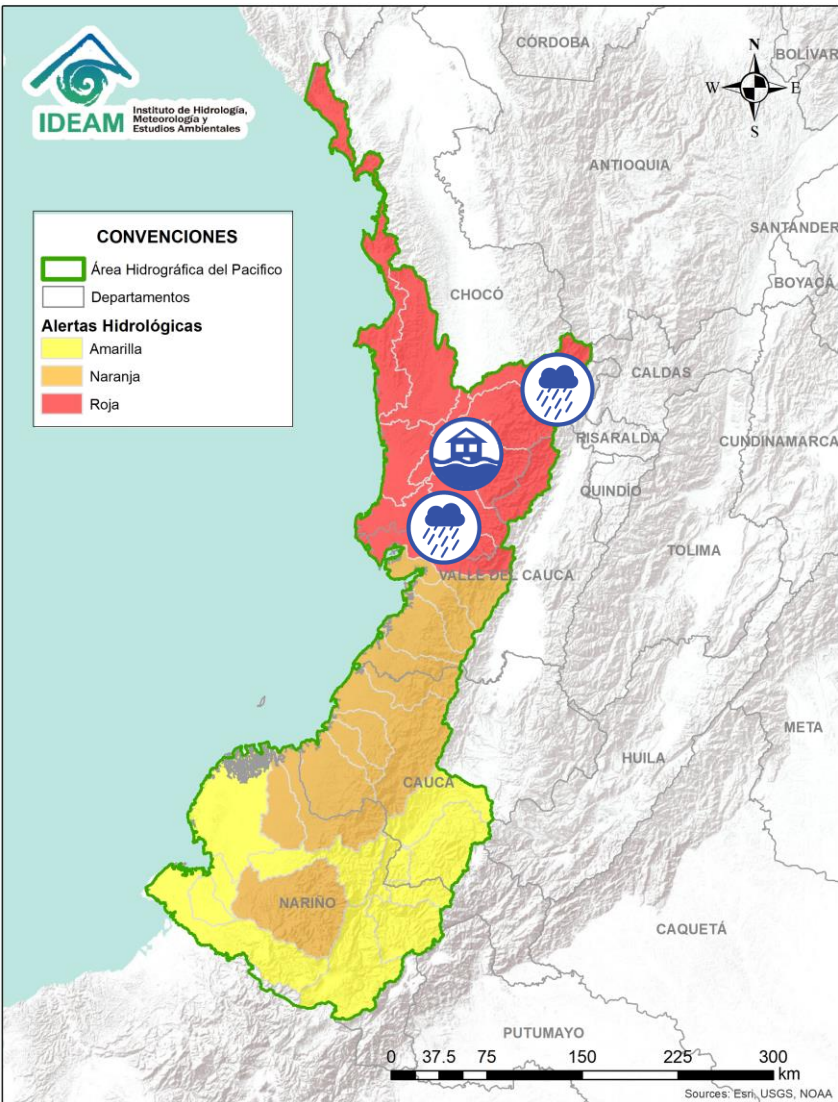 IDEAM
Instituto de Hidrología,
Meteorología y
Estudios Ambientales
CÓRDOBA
BOLÍVAR
N
W
E
S
ANTIOQUIA
SANTANDER
BOYACÁ
CONVENCIONES
Área Hidrográfica del Pacifico
Departamentos
Alertas Hidrológicas
Amarilla
Naranja
Roja
CHOCÓ
CALDAS
RISARALDA
CUNDINAMARCA
QUINDÍO
TOLIMA
VALLE DEL CAUCA
META
HUILA
CAUCA
NARIÑO
CAQUETÁ
PUTUMAYO
0 37.5 75 150 225 300
km
Sources: Esri, USGS, NOAA